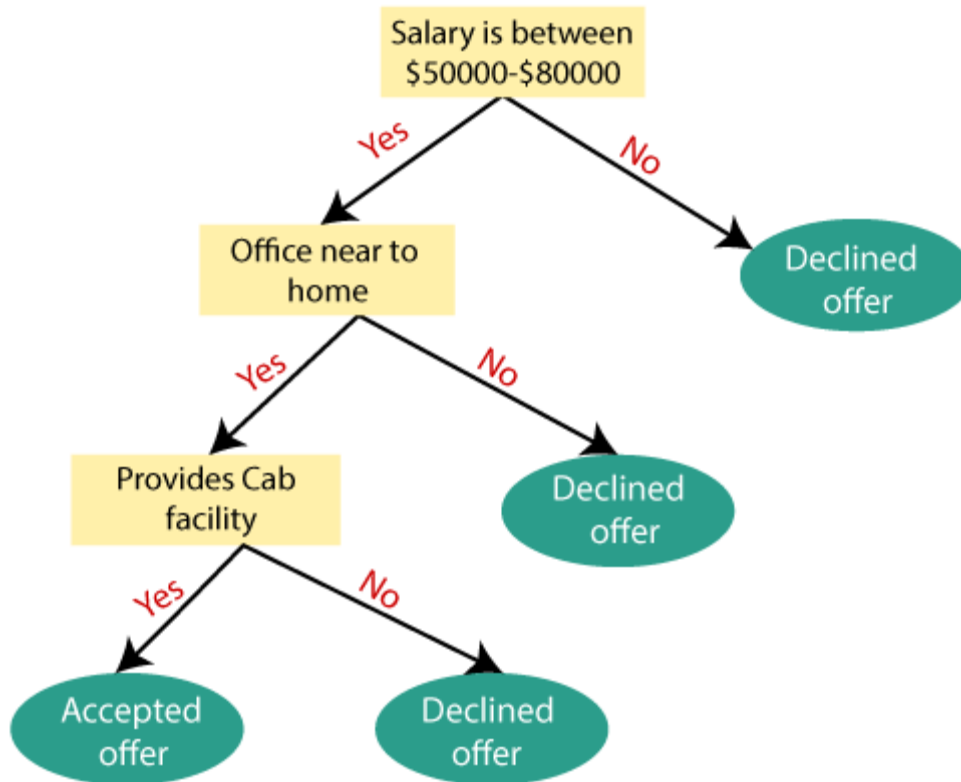 Salary is between
$50000-$80000
Yes
No
Office near to
home
Declined
offer
Yes
No
Provides Cab
facility
Declined
offer
Yes
No
Accepted
offer
Declined
offer